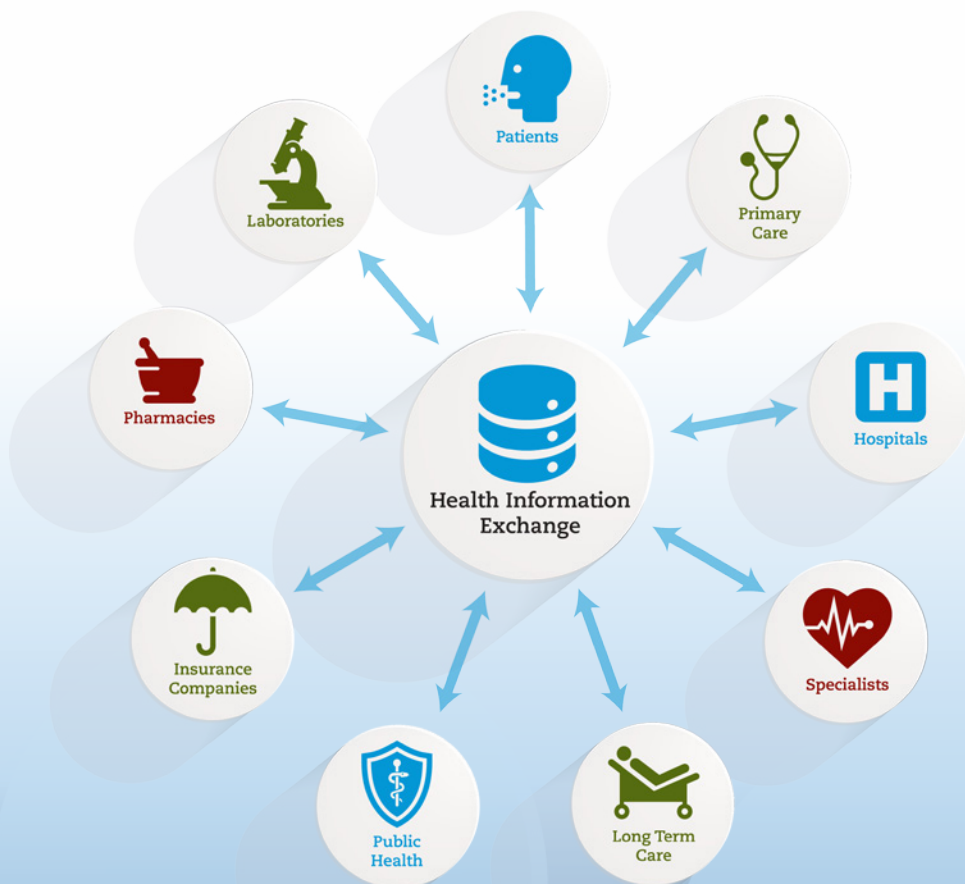 Patients
Laboratories
Primary
Care
Pharmacies
H
Hospitals
Health Information
Exchange
Insurance
Companies
Specialists
Public
Health
Long Term
Care